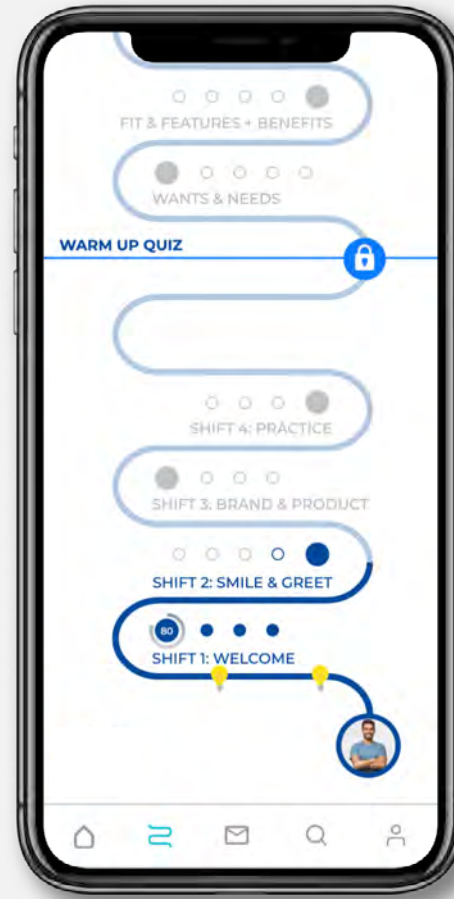 FIT & FEATURES + BENEFITS
WANTS & NEEDS
WARM UP QUIZ
SHIFT 4: PRACTICE
SHIFT 3: BRAND & PRODUCT
SHIFT 2: SMILE & GREET
80
SHIFT 1: WELCOME